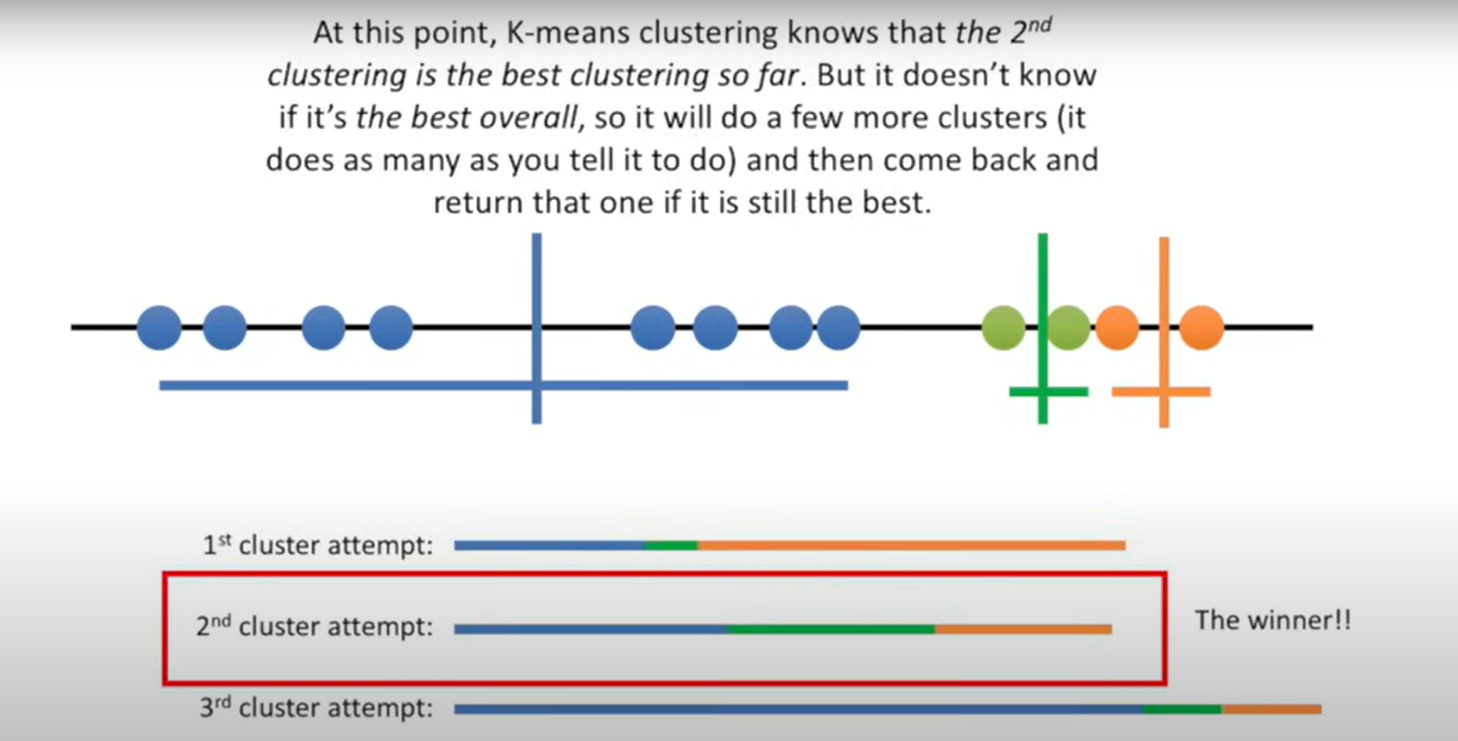 At this point, K-means clustering knows that the 2nd
clustering is the best clustering so far. But it doesn’t know
if it’s the best overall, so it will do a few more clusters (it
does as many as you tell it to do) and then come back and
return that one if it is still the best.
1st cluster attempt:
2nd cluster attempt:
The winner!!
3rd cluster attempt: